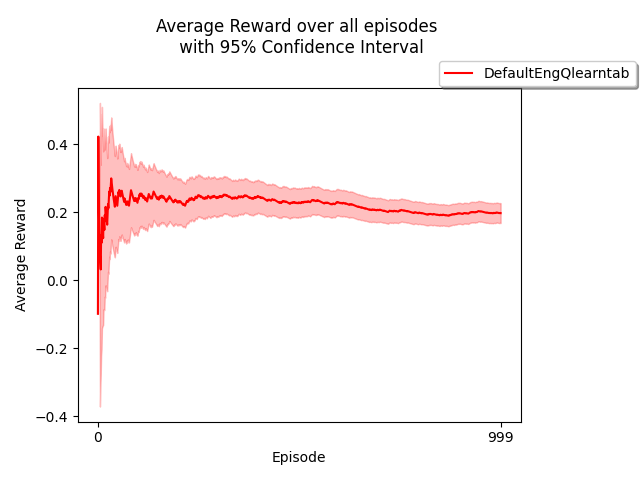 Average Reward over all episodes
with 95% Confidence Interval
DefaultEngQlearntab
0.4
0.2
0.0
−0.2
−0.4
Average Reward
0
999
Episode